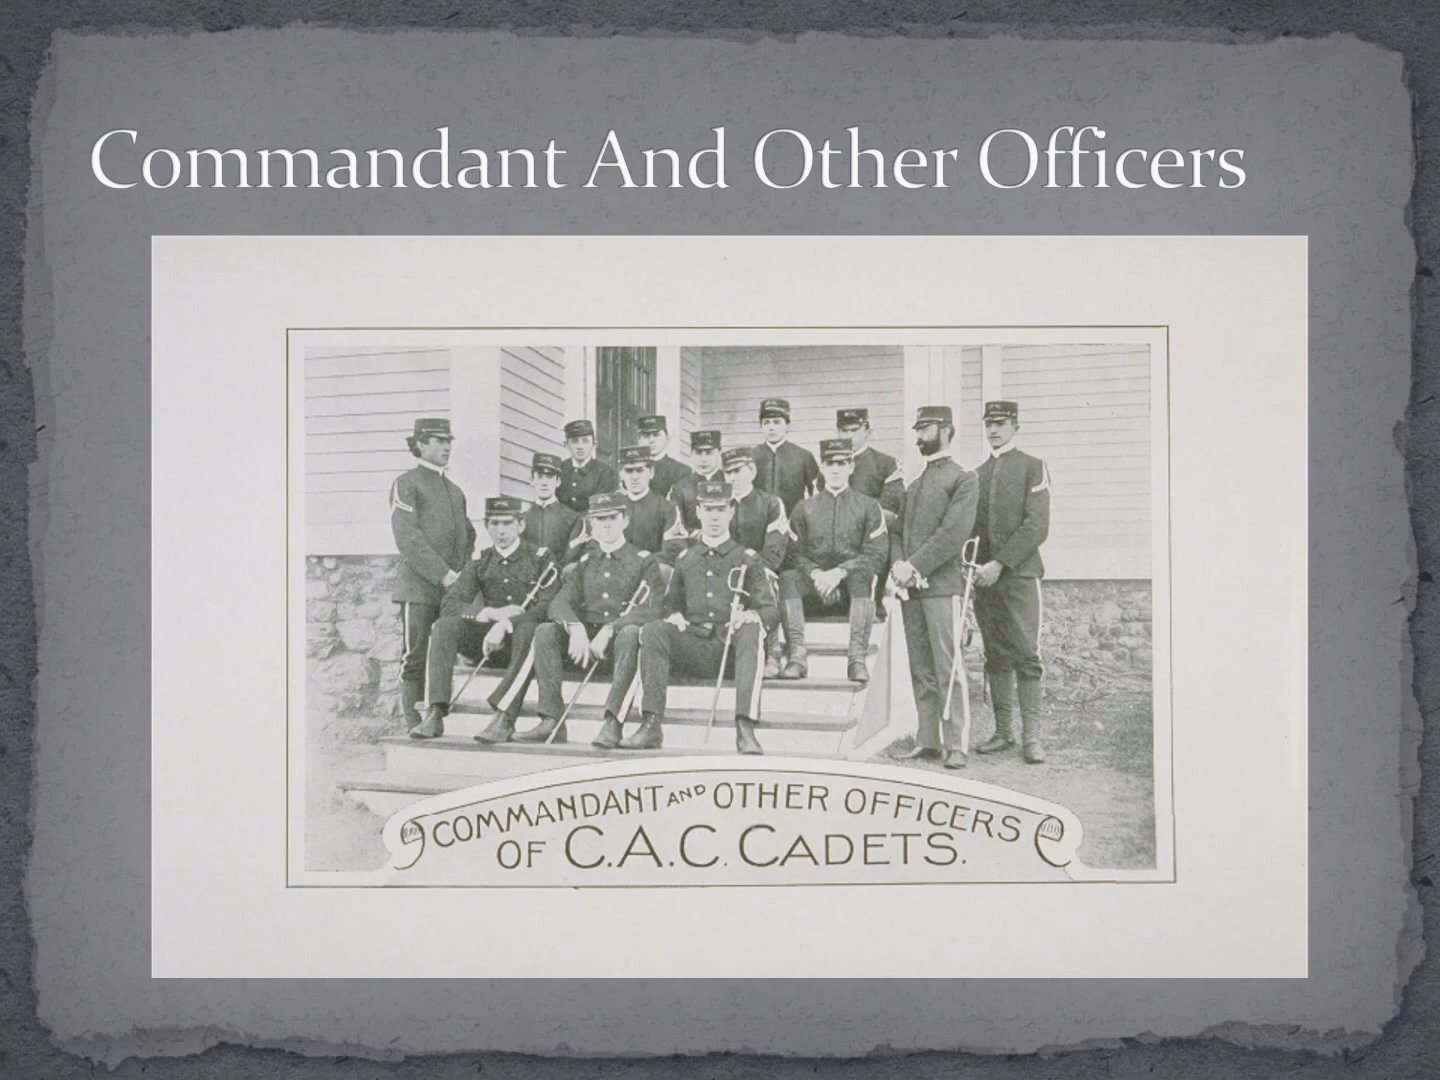 Commandant And Other Officers
COMMANDANT AND OTHER OFFICERS
OF C.A.C. CADETS.